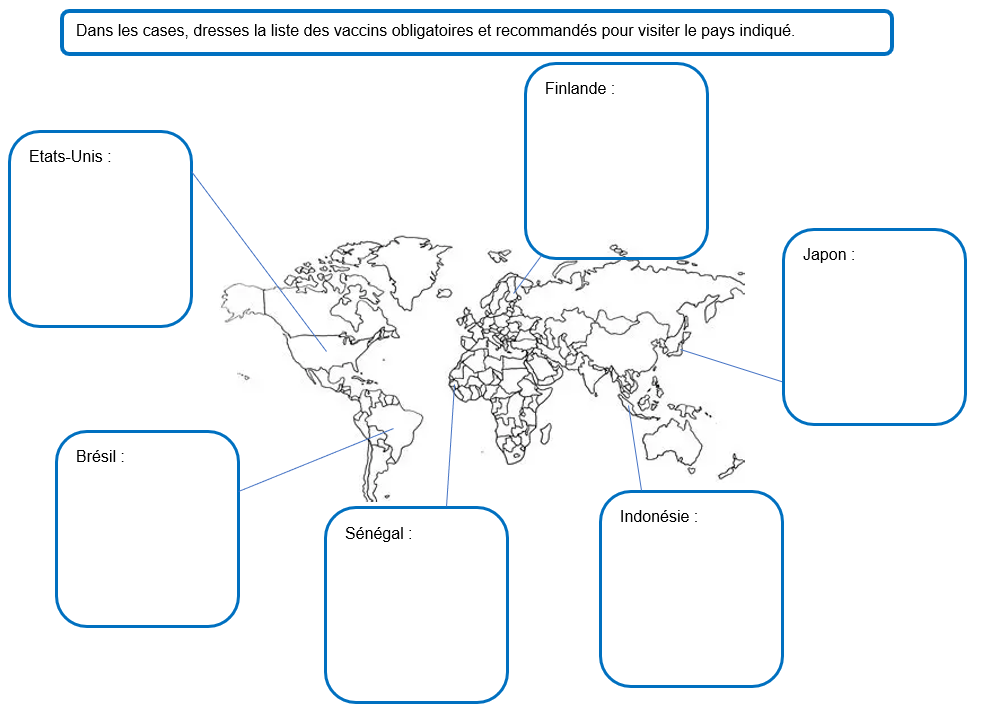 Dans les cases, dresses la liste des vaccins obligatoires et recommandés pour visiter le pays indiqué.
Finlande :
Etats-Unis :
Japon :
Brésil :
Sénégal :
Indonésie :